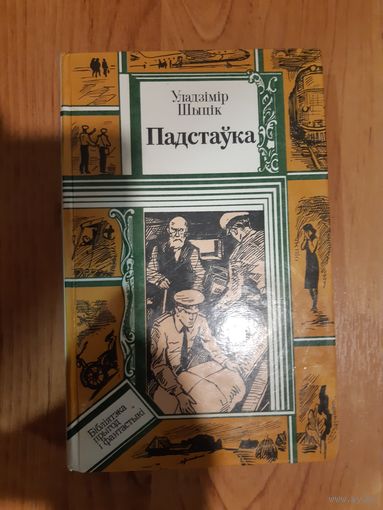 Уладзімір
Шыцік
Падстаўка
Бібліятэка
прыгод
і фантастыкі